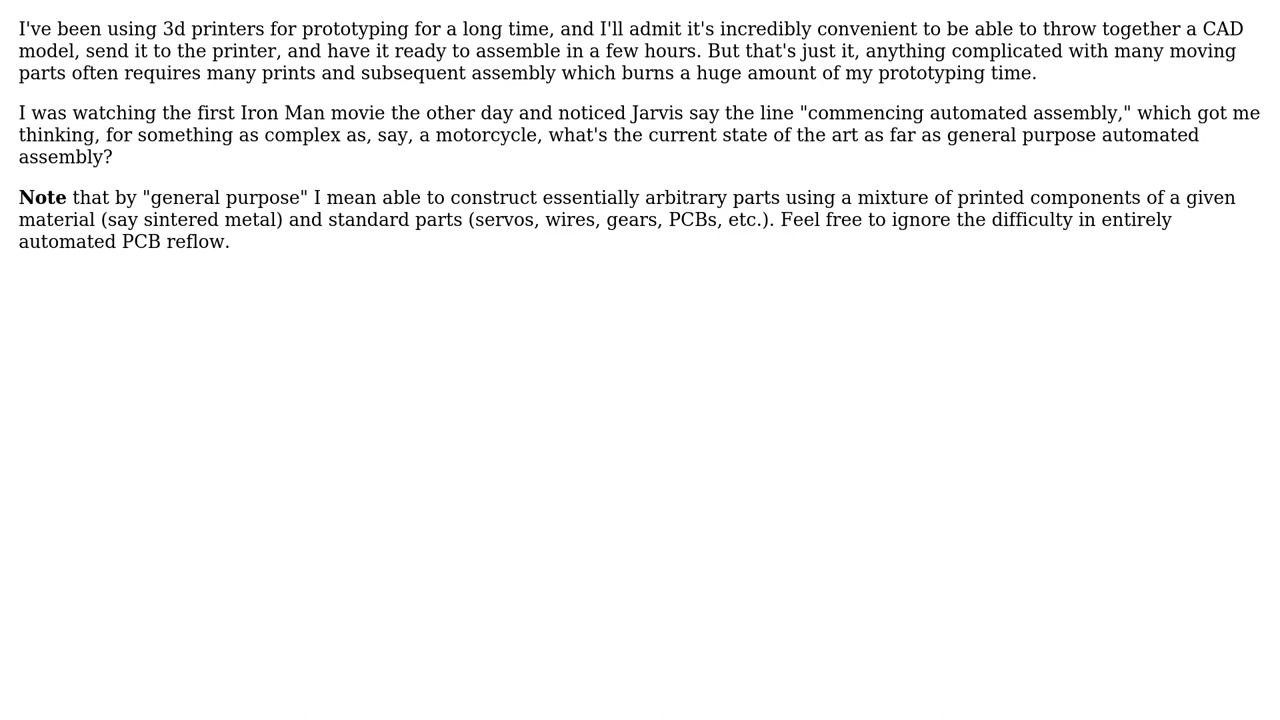 I've been using 3d printers for prototyping for a long time, and I'll admit it's incredibly convenient to be able to throw together a CAD
model, send it to the printer, and have it ready to assemble in a few hours. But that's just it, anything complicated with many moving
parts often requires many prints and subsequent assembly which burns a huge amount of my prototyping time.
I was watching the first Iron Man movie the other day and noticed Jarvis say the line "commencing automated assembly," which got me
thinking, for something as complex as, say, a motorcycle, what's the current state of the art as far as general purpose automated
assembly?
Note that by "general purpose" I mean able to construct essentially arbitrary parts using a mixture of printed components of a given
material (say sintered metal) and standard parts (servos, wires, gears, PCBs, etc.). Feel free to ignore the difficulty in entirely
automated PCB reflow.